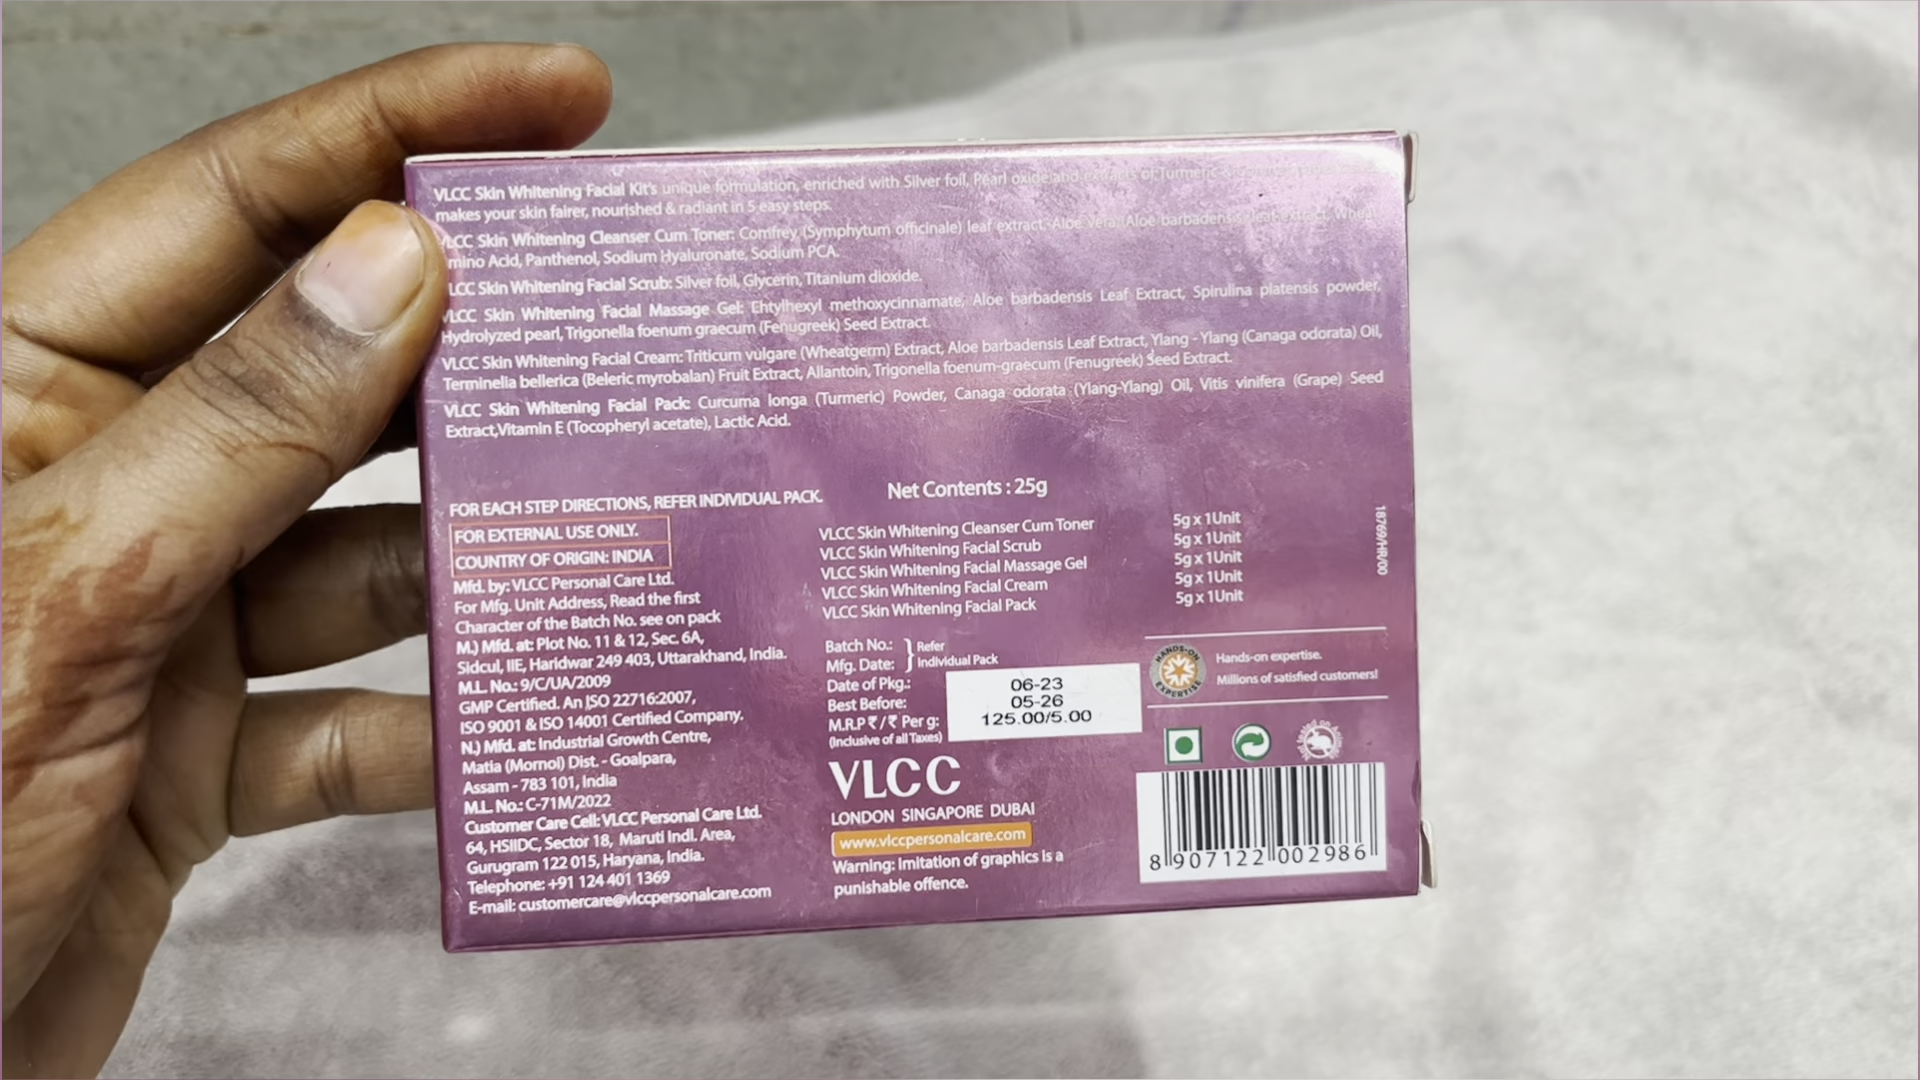 VLCC Skin Whitening Facial Kit's unique formulation, enriched with Silver foil, Pearl oxide and extracts of Turmeric &
makes your skin fairer, nourished & radiant in 5 easy steps.
VLCC Skin Whitening Cleanser Cum Toner: Comfrey (Symphytum officinale) leaf extract, Aloe Vera (Aloe barbadensis leaf extract, Wheat
mino Acid, Panthenol, Sodium Hyaluronate, Sodium PCA.
LCC Skin Whitening Facial Scrub: Silver foil, Glycerin, Titanium dioxide.
VLCC Skin Whitening Facial Massage Gel: Ehtylhexyl methoxycinnamate, Aloe barbadensis Leaf Extract, Spirulina platensis powder,
Hydrolyzed pearl, Trigonella foenum graecum (Fenugreek) Seed Extract.
VLCC Skin Whitening Facial Cream: Triticum vulgare (Wheatgerm) Extract, Aloe barbadensis Leaf Extract, Ylang - Ylang (Canaga odorata) Oil,
Terminella bellerica (Beleric myrobalan) Fruit Extract, Allantoin, Trigonella foenum-graecum (Fenugreek) Seed Extract.
VLCC Skin Whitening Facial Pack: Curcuma longa (Turmeric) Powder, Canaga odorata (Ylang-Ylang) Oil, Vitis vinifera (Grape) Seed
Extract,Vitamin E (Tocopheryl acetate), Lactic Acid.
FOR EACH STEP DIRECTIONS, REFER INDIVIDUAL PACK.
FOR EXTERNAL USE ONLY.
COUNTRY OF ORIGIN: INDIA
Mfd. by: VLCC Personal Care Ltd.
For Mfg. Unit Address, Read the first
Character of the Batch No. see on pack
M.) Mfd. at: Plot No. 11 & 12, Sec. 6A,
Sidcul, IIE, Haridwar 249 403, Uttarakhand, India.
M.L. No.: 9/C/UA/2009
GMP Certified. An ISO 22716:2007,
ISO 9001 & ISO 14001 Certified Company.
N.) Mfd. at: Industrial Growth Centre,
Matia (Mornoi) Dist. - Goalpara,
Assam - 783 101, India
M.L. No.: C-71M/2022
Customer Care Cell: VLCC Personal Care Ltd.
64, HSIIDC, Sector 18, Maruti Indl. Area,
Gurugram 122 015, Haryana, India.
Telephone: +91 124 401 1369
E-mail: customercare@vlccpersonalcare.com
Net Contents : 25g
VLCC Skin Whitening Cleanser Cum Toner 5g x 1Unit
VLCC Skin Whitening Facial Scrub 5g x 1Unit
VLCC Skin Whitening Facial Massage Gel 5g x 1Unit
VLCC Skin Whitening Facial Cream 5g x 1Unit
VLCC Skin Whitening Facial Pack 5g x 1Unit
18769/HR/00
Batch No.: } Refer
Mfg. Date: Individual Pack
Date of Pkg.: 06-23
Best Before: 05-26
M.R.P ₹ / ₹ Per g: 125.00/5.00
(Inclusive of all Taxes)
HANDS-ON EXPERTISE
Hands-on expertise.
Millions of satisfied customers!
VLCC
LONDON SINGAPORE DUBAI
www.vlccpersonalcare.com
Warning: Imitation of graphics is a
punishable offence.
8 907122 002986